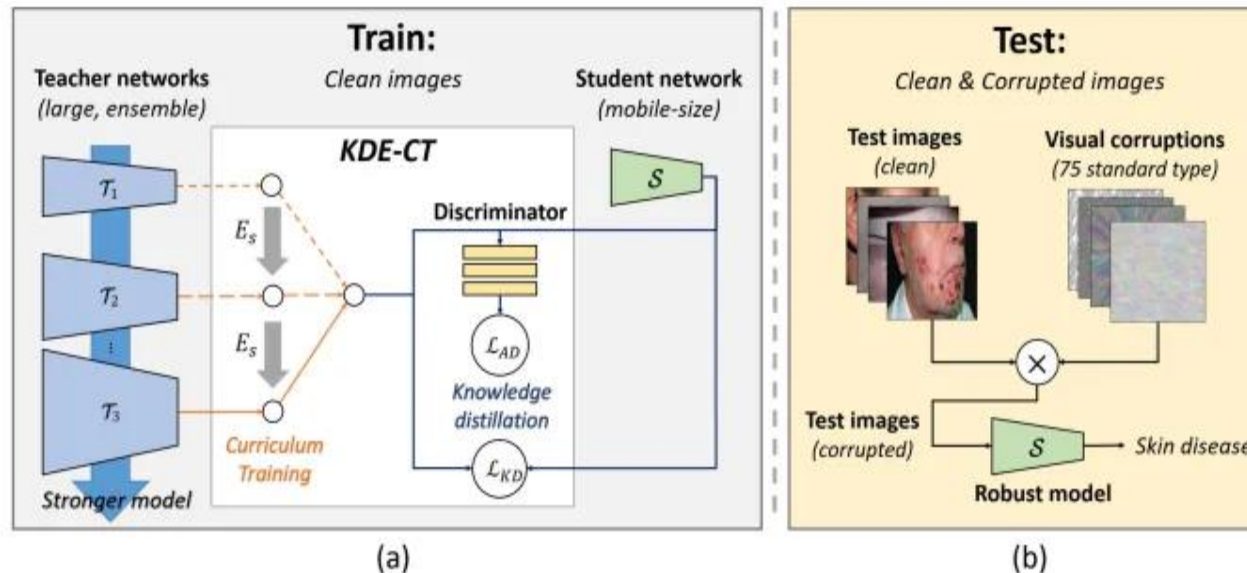 Train:
Clean images
Teacher networks
(large, ensemble)
Student network
(mobile-size)
KDE-CT
𝒯₁
𝒮
Discriminator
Eₛ
𝒯₂
⋮
Eₛ
ℒ_AD
Knowledge
distillation
𝒯₃
Curriculum
Training
ℒ_KD
Stronger model
(a)
Test:
Clean & Corrupted images
Test images
(clean)
Visual corruptions
(75 standard type)
×
Test images
(corrupted)
𝒮
Skin disease
Robust model
(b)